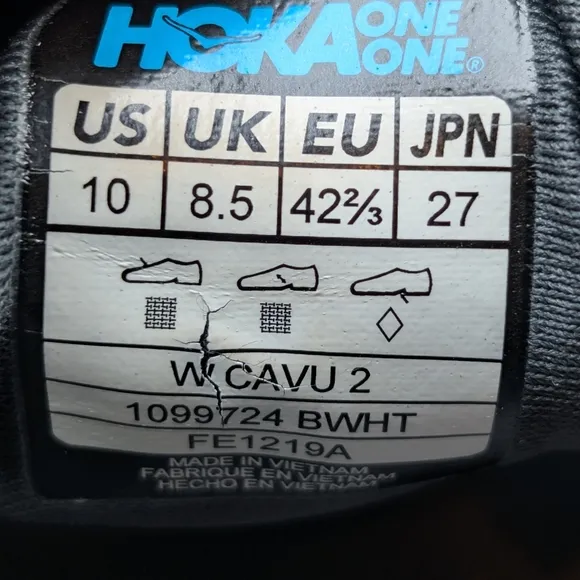 HOKA ONE ONE®
US UK EU JPN
10 8.5 42⅔ 27
W CAVU 2
1099724 BWHT
FE1219A
MADE IN VIETNAM
FABRIQUE EN VIETNAM
HECHO EN VIETNAM